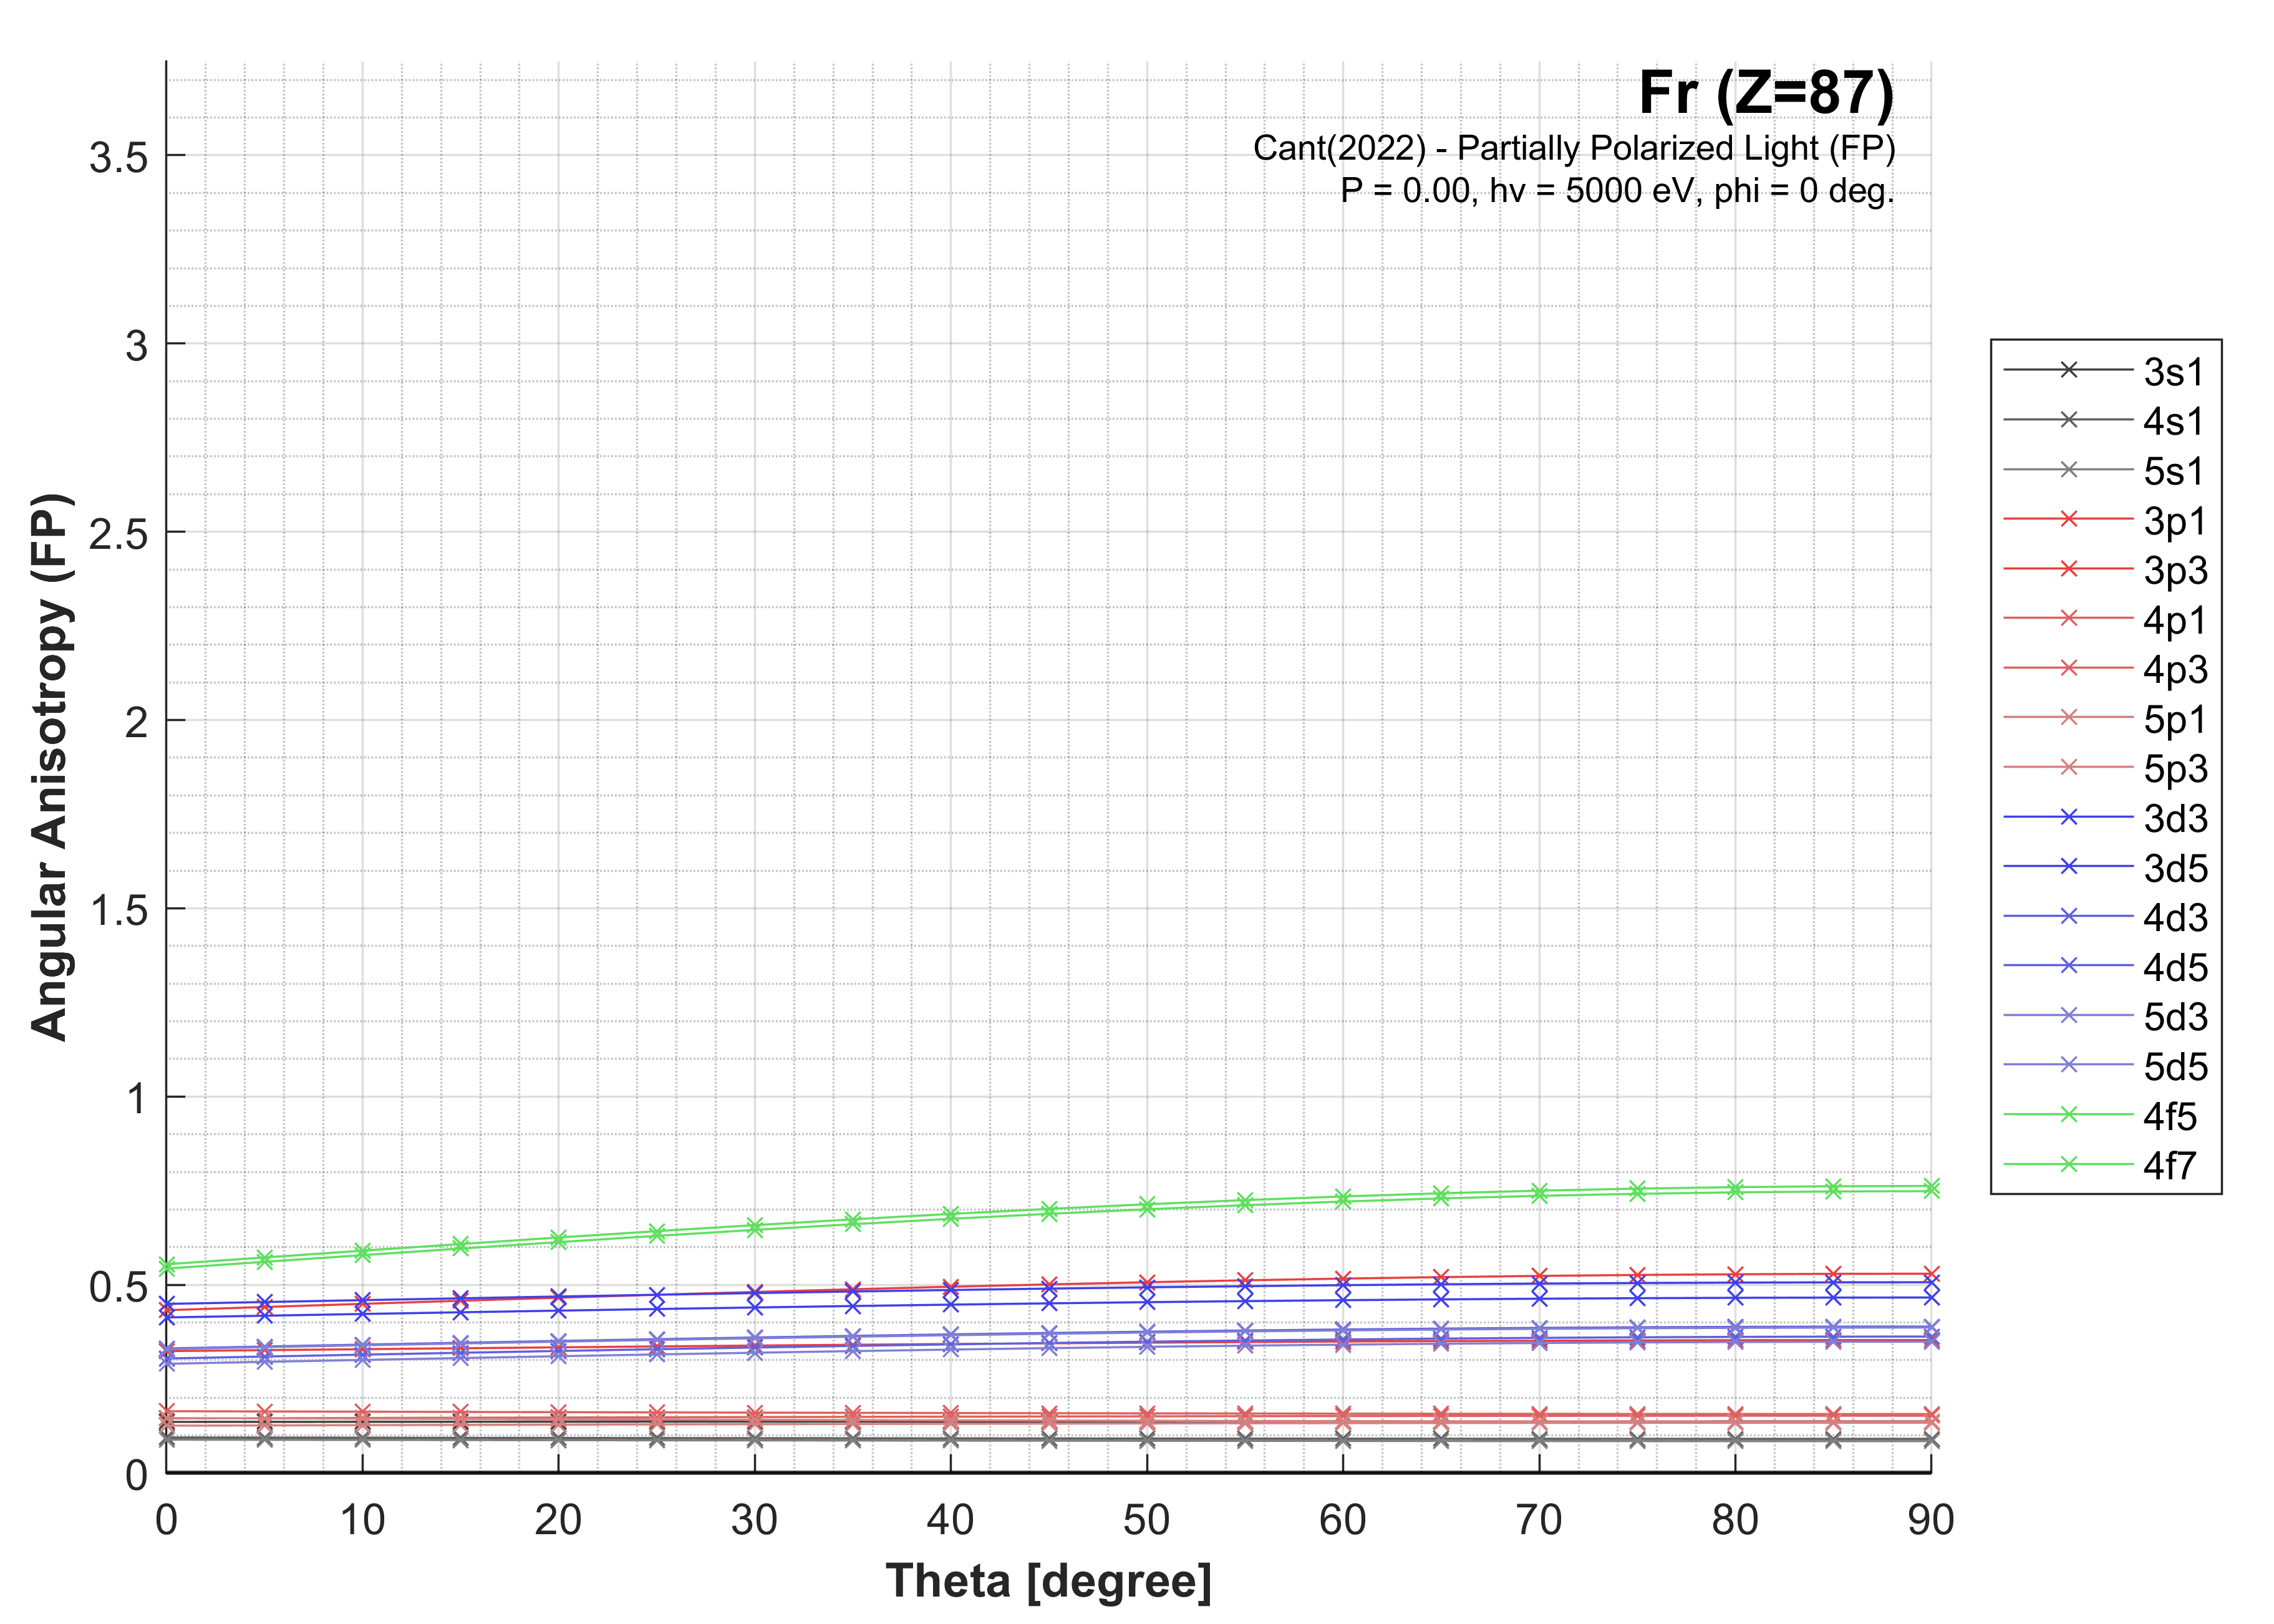 Fr (Z=87)
Cant(2022) - Partially Polarized Light (FP)
P = 0.00, hv = 5000 eV, phi = 0 deg.
Angular Anisotropy (FP)
3.5
3
2.5
2
1.5
1
0.5
0
0 10 20 30 40 50 60 70 80 90
Theta [degree]
3s1
4s1
5s1
3p1
3p3
4p1
4p3
5p1
5p3
3d3
3d5
4d3
4d5
5d3
5d5
4f5
4f7